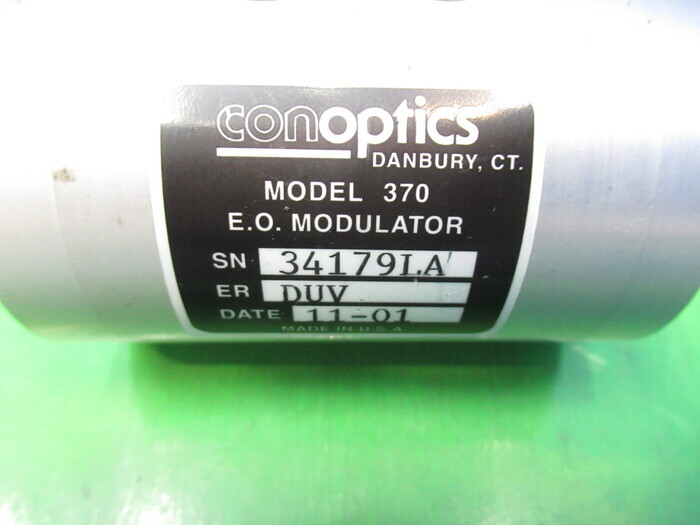 conoptics
DANBURY, CT.
MODEL 370
E.O. MODULATOR
SN 34179LA
ER DUV
DATE 11-01
MADE IN U.S.A